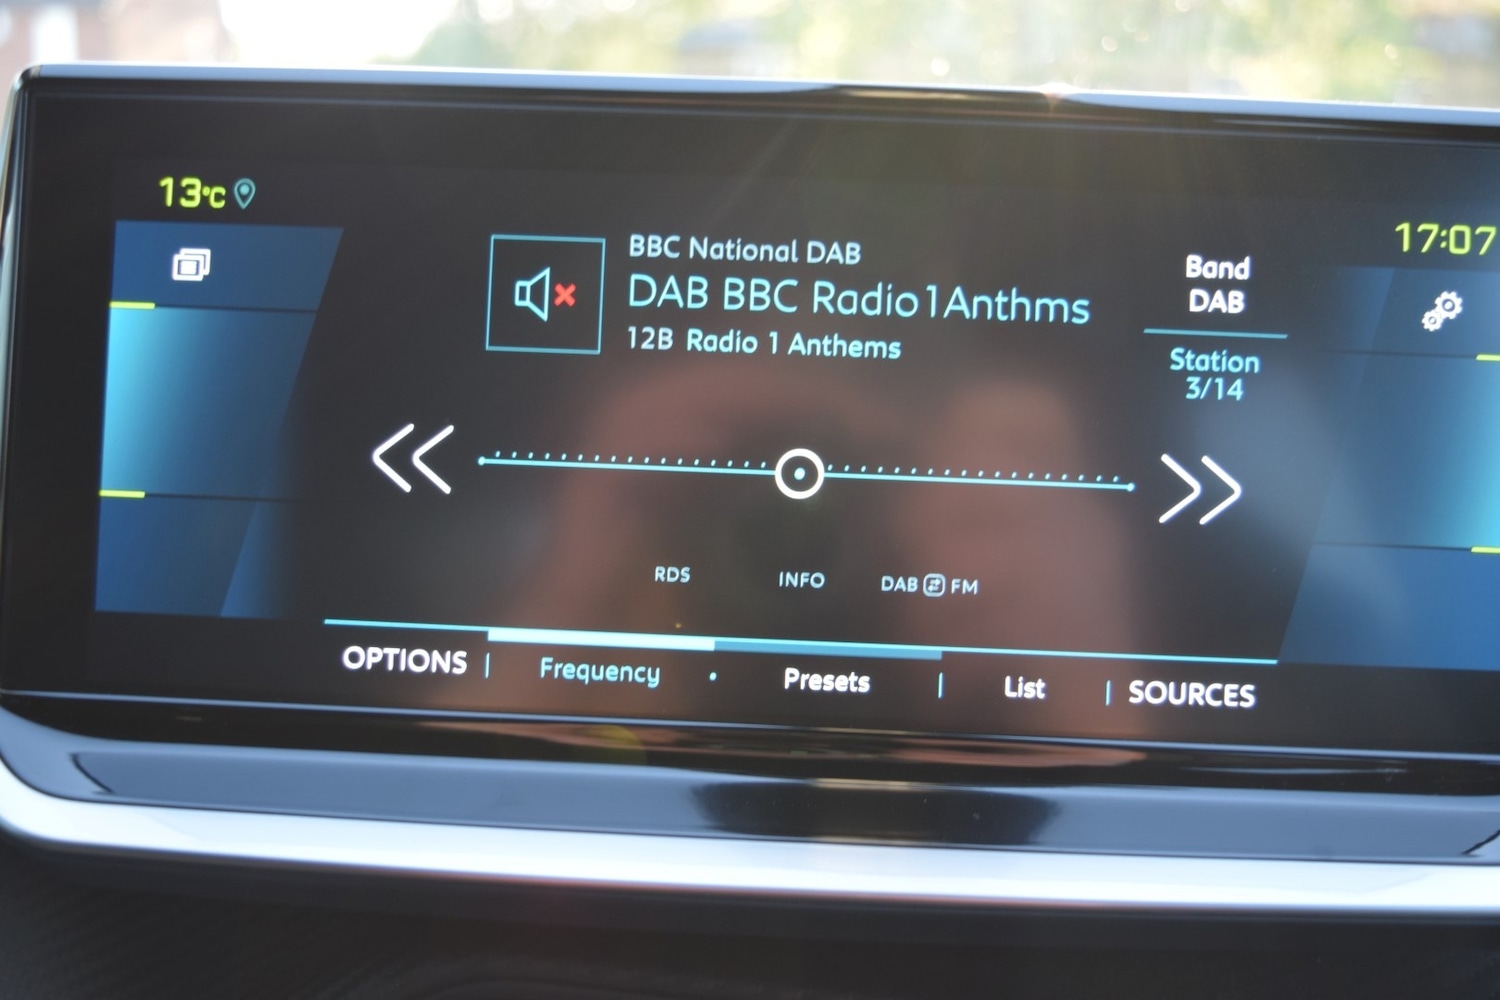 13°C
17:07
BBC National DAB
DAB BBC Radio1Anthms
12B Radio 1 Anthems
Band
DAB
Station
3/14
RDS INFO DAB FM
OPTIONS | Frequency • Presets | List | SOURCES